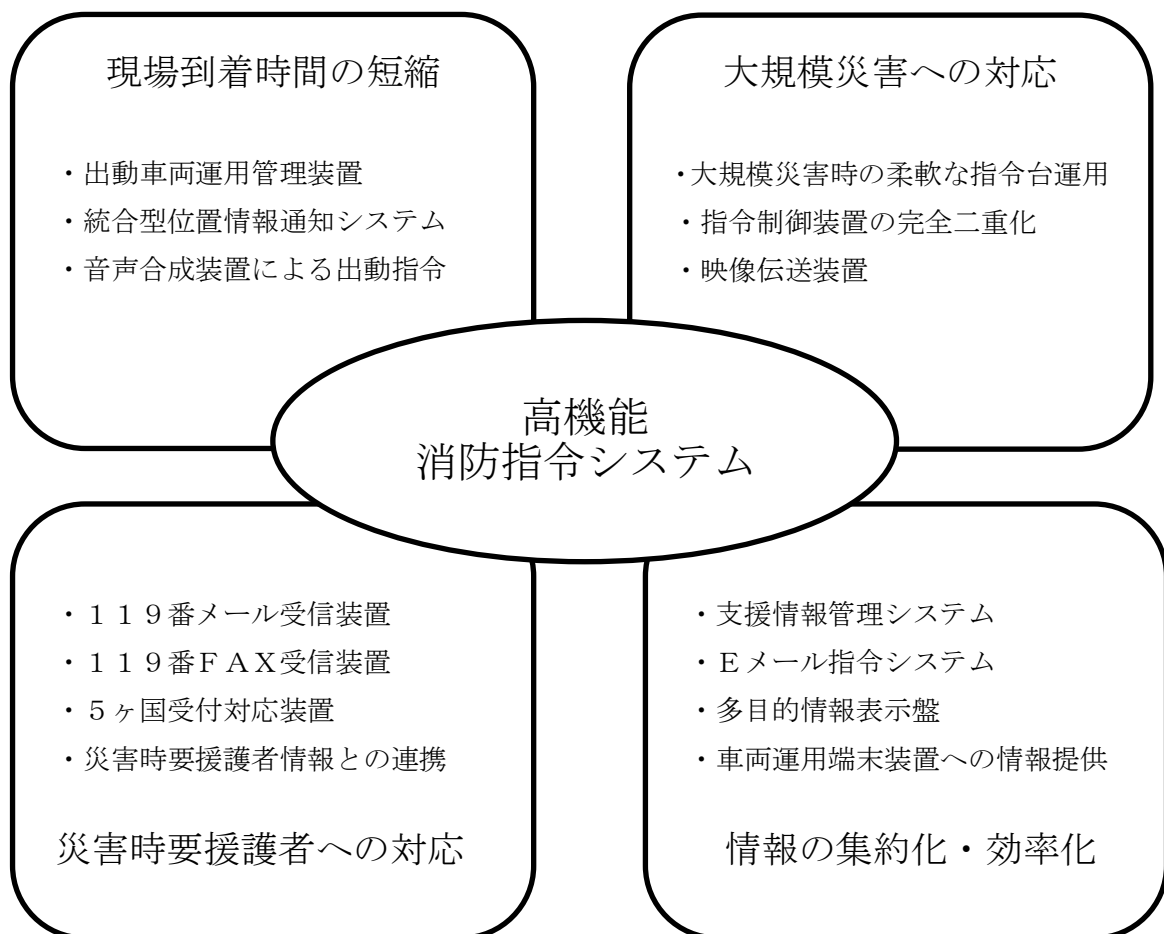 現場到着時間の短縮
・出動車両運用管理装置
・統合型位置情報通知システム
・音声合成装置による出動指令
大規模災害への対応
・大規模災害時の柔軟な指令台運用
・指令制御装置の完全二重化
・映像伝送装置
高機能
消防指令システム
・１１９番メール受信装置
・１１９番ＦＡＸ受信装置
・５ヶ国受付対応装置
・災害時要援護者情報との連携
災害時要援護者への対応
・支援情報管理システム
・Ｅメール指令システム
・多目的情報表示盤
・車両運用端末装置への情報提供
情報の集約化・効率化